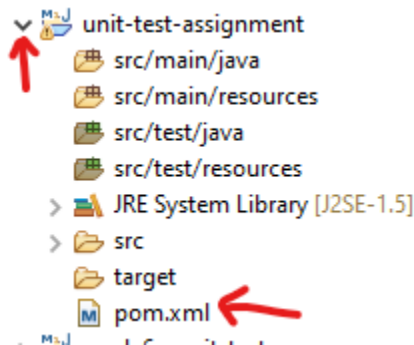 unit-test-assignment
src/main/java
src/main/resources
src/test/java
src/test/resources
JRE System Library [J2SE-1.5]
src
target
pom.xml